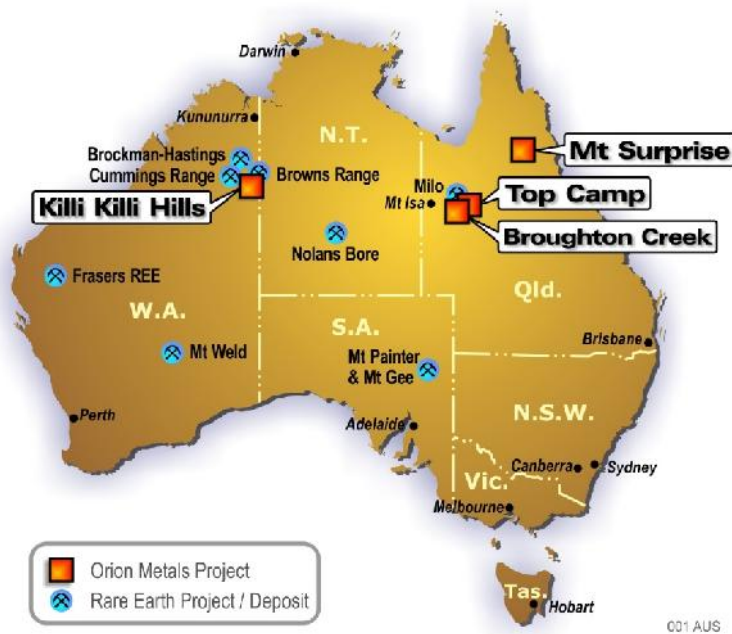 Darwin
Kununurra
N.T.
Brockman-Hastings
Cummings Range
Browns Range
Killi Killi Hills
Mt Surprise
Milo
Mt Isa
Top Camp
Broughton Creek
Nolans Bore
Frasers REE
Qld.
W.A.
S.A.
Mt Weld
Mt Painter
& Mt Gee
Brisbane
N.S.W.
Perth
Adelaide
Canberra
Sydney
Vic.
Melbourne
Orion Metals Project
Rare Earth Project / Deposit
Tas.
Hobart
001 AUS